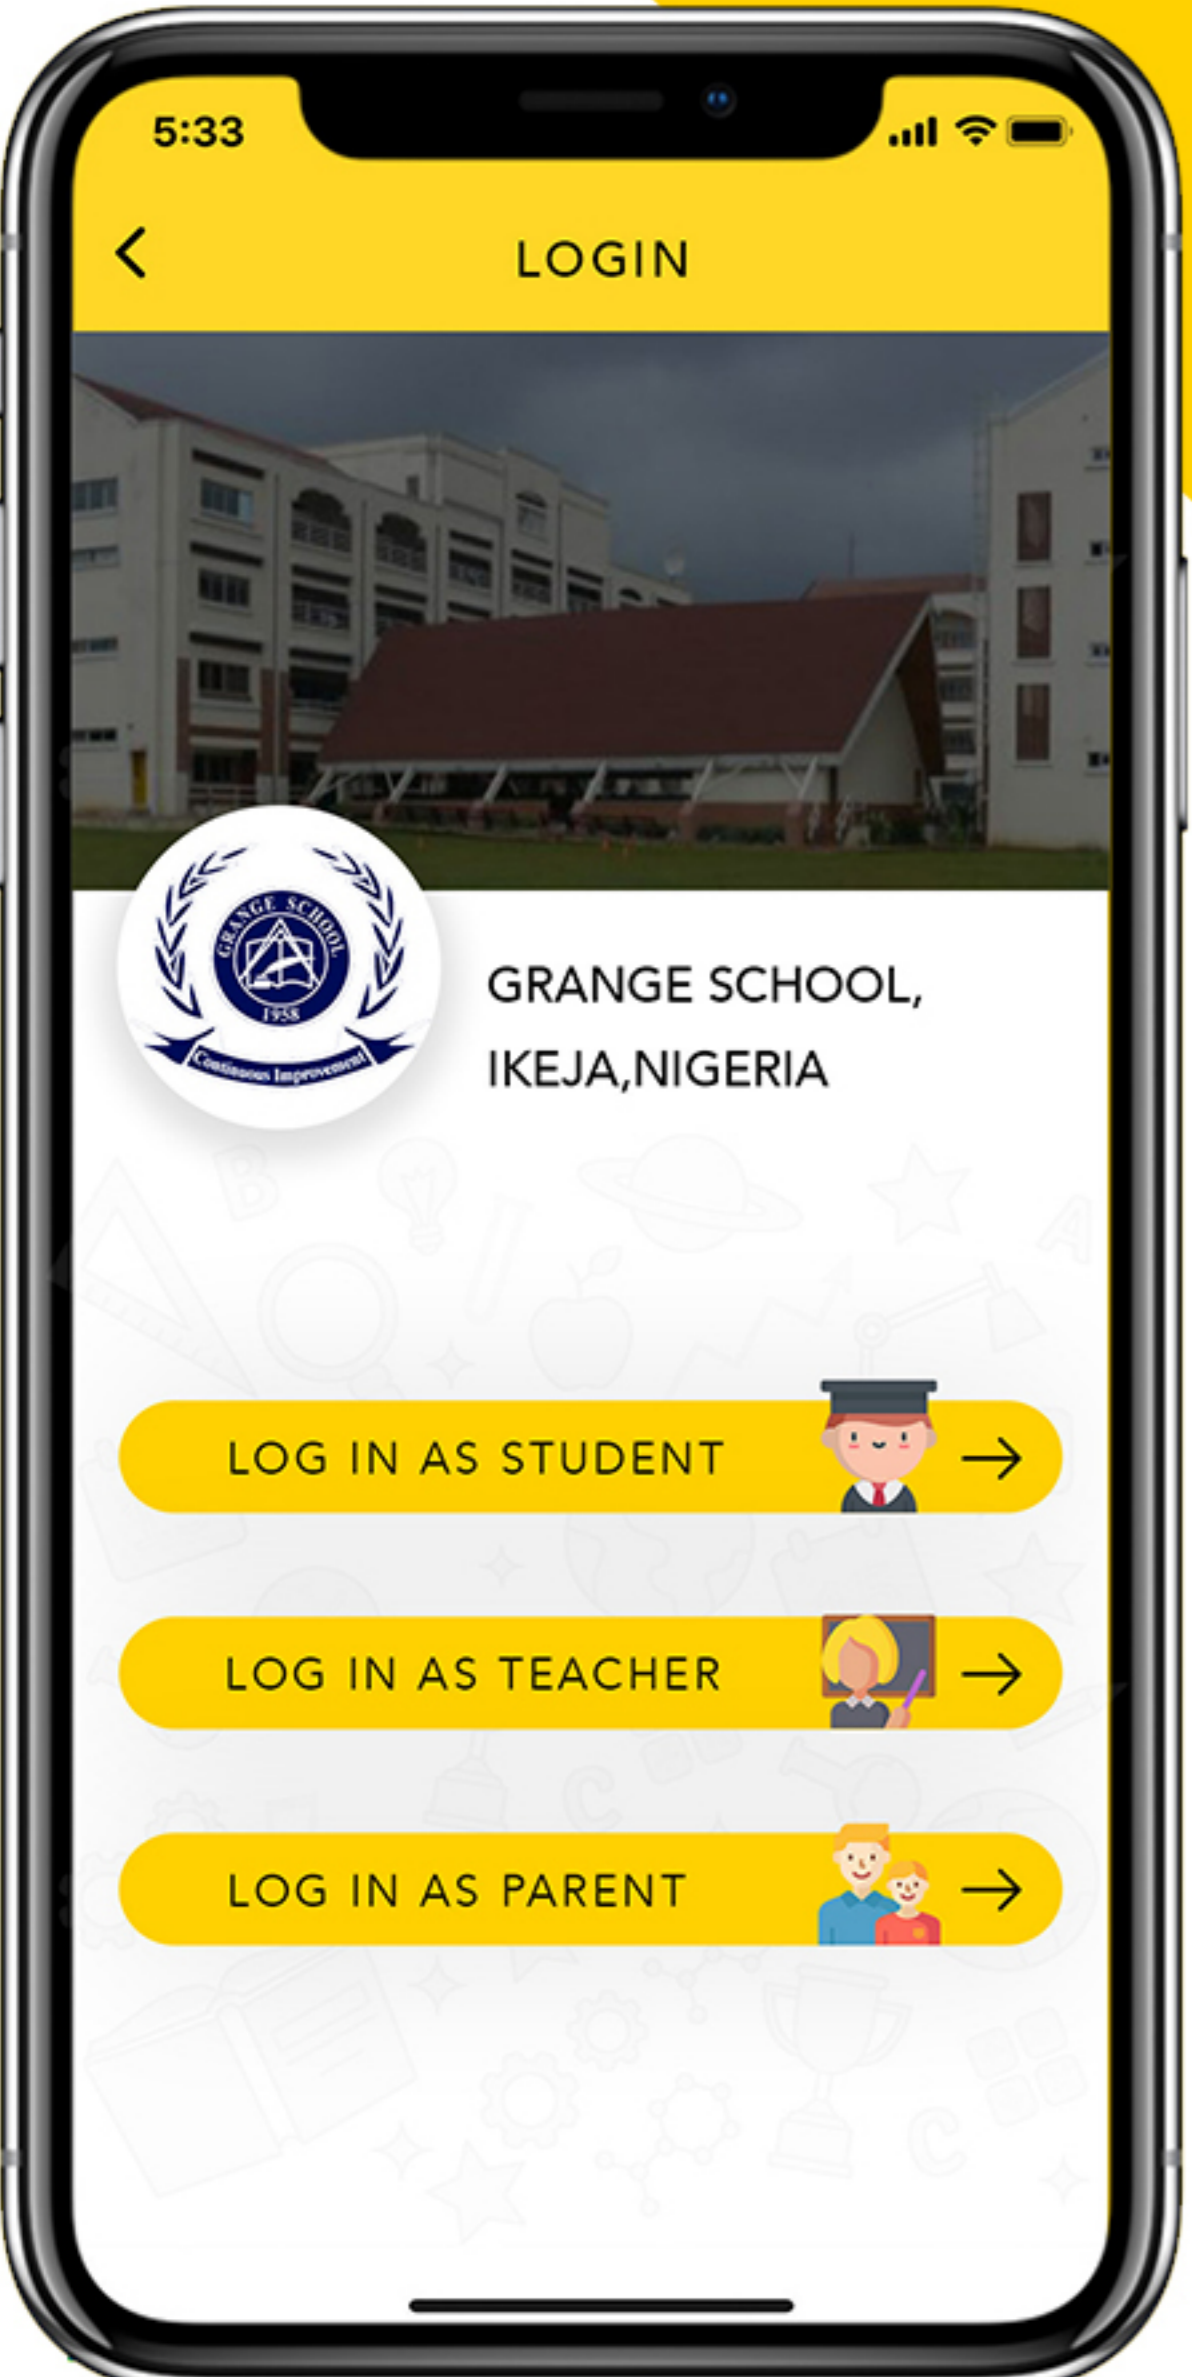 5:33
LOGIN
GRANGE SCHOOL
1958
Continuous Improvement
GRANGE SCHOOL,
IKEJA,NIGERIA
B
A
LOG IN AS STUDENT
LOG IN AS TEACHER
C
LOG IN AS PARENT
C